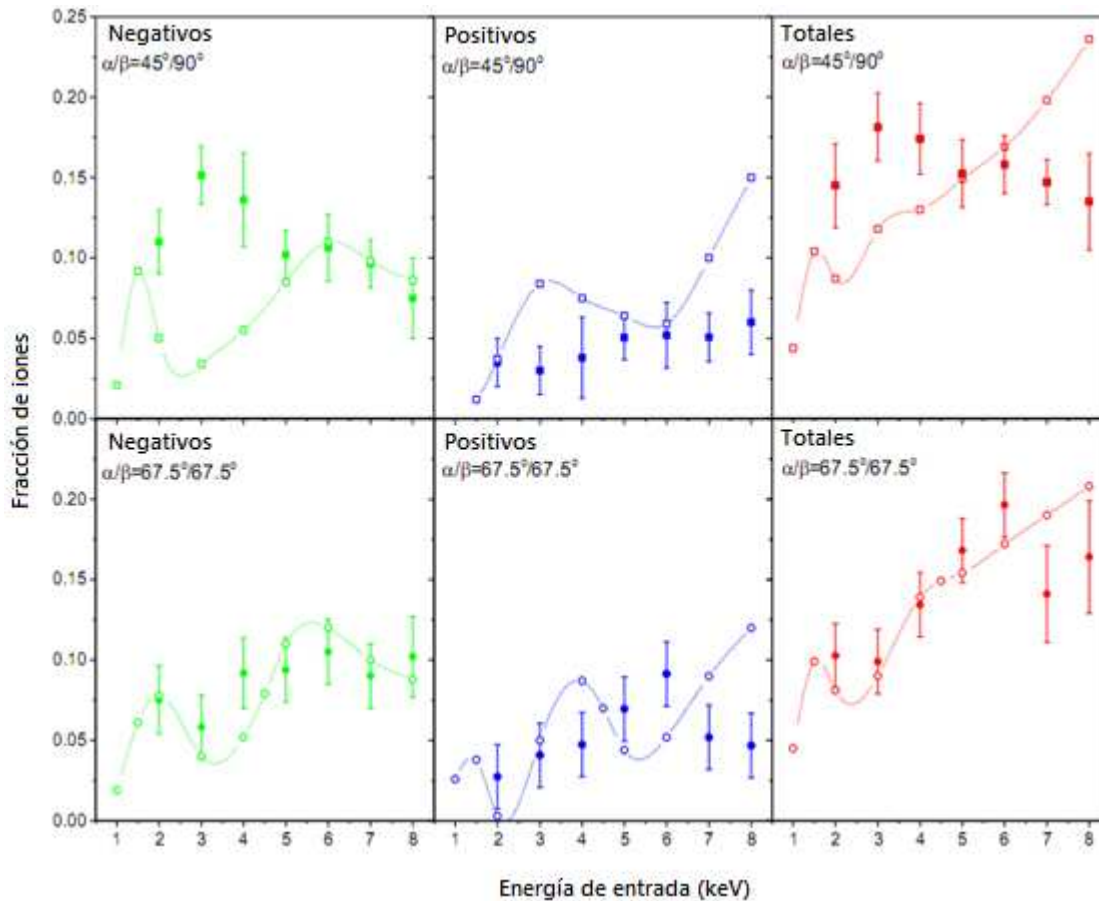 Negativos
α/β=45°/90°
Positivos
α/β=45°/90°
Totales
α/β=45°/90°
0.25
0.20
0.15
0.10
0.05
0.00
Negativos
α/β=67.5°/67.5°
Positivos
α/β=67.5°/67.5°
Totales
α/β=67.5°/67.5°
0.20
0.15
0.10
0.05
0.00
1 2 3 4 5 6 7 8
1 2 3 4 5 6 7 8
1 2 3 4 5 6 7 8
Fracción de iones
Energía de entrada (keV)